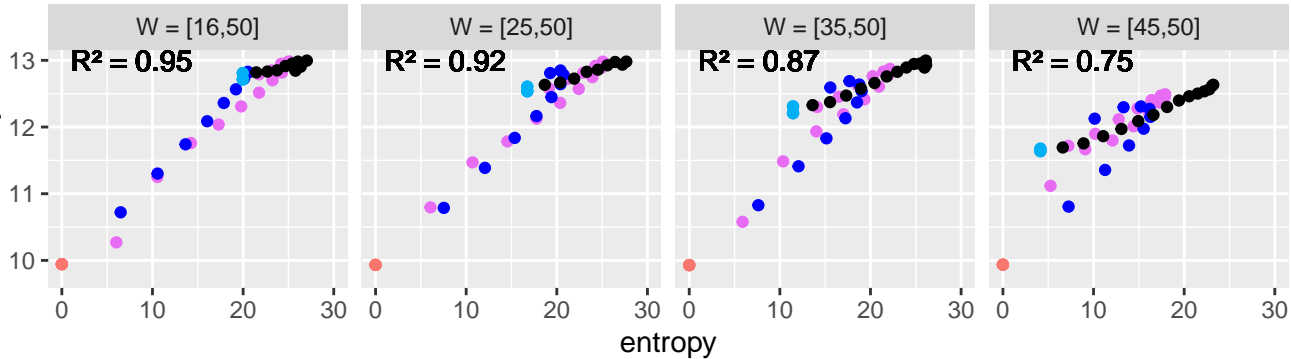 W = [16,50] W = [25,50] W = [35,50] W = [45,50]
13 R² = 0.95 R² = 0.92 R² = 0.87 R² = 0.75
12
11
10
0 10 20 30 0 10 20 30 0 10 20 30 0 10 20 30
entropy